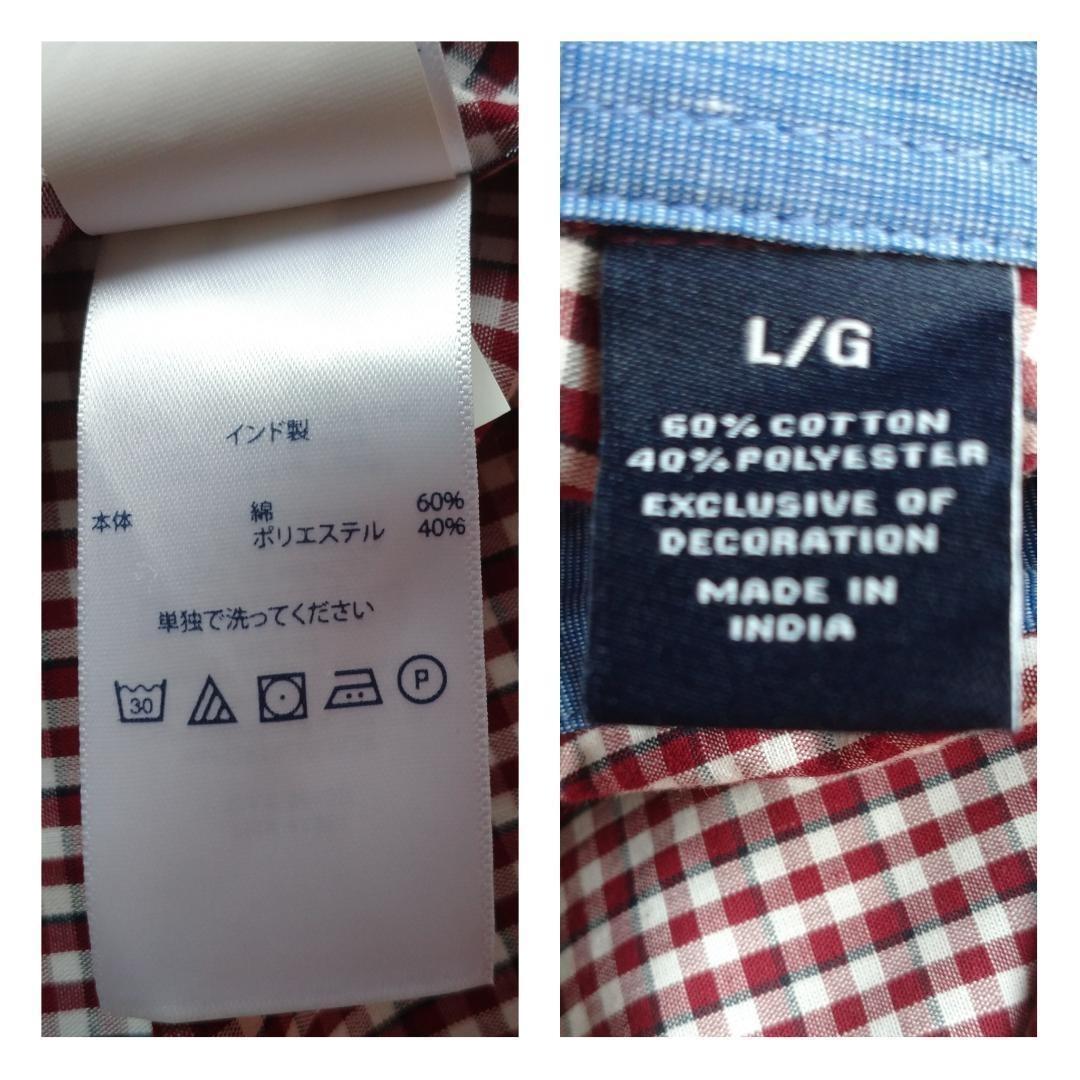 インド製
本体 綿 60%
ポリエステル 40%
単独で洗ってください
30 P
L/G
60% COTTON
40% POLYESTER
EXCLUSIVE OF
DECORATION
MADE IN
INDIA